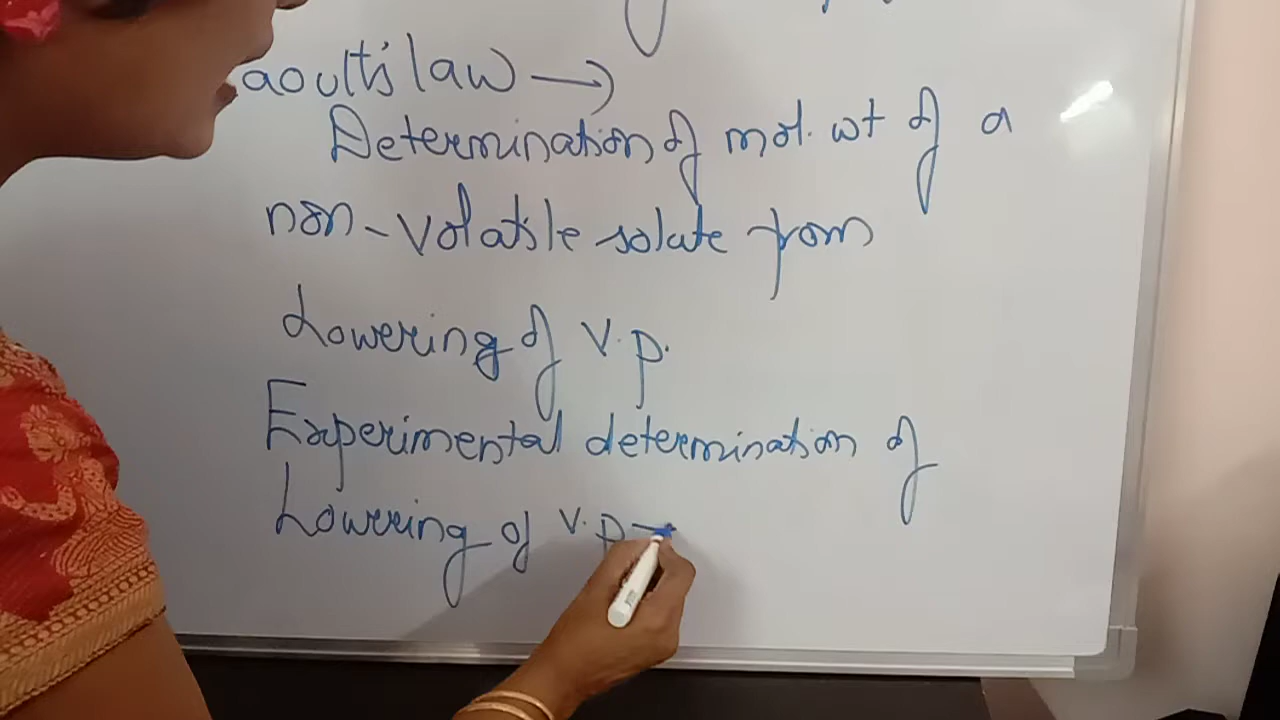 aoult's law →
Determination of mol. wt of a
non-volatile solute from
Lowering of v.p.
Experimental determination of
Lowering of v.p